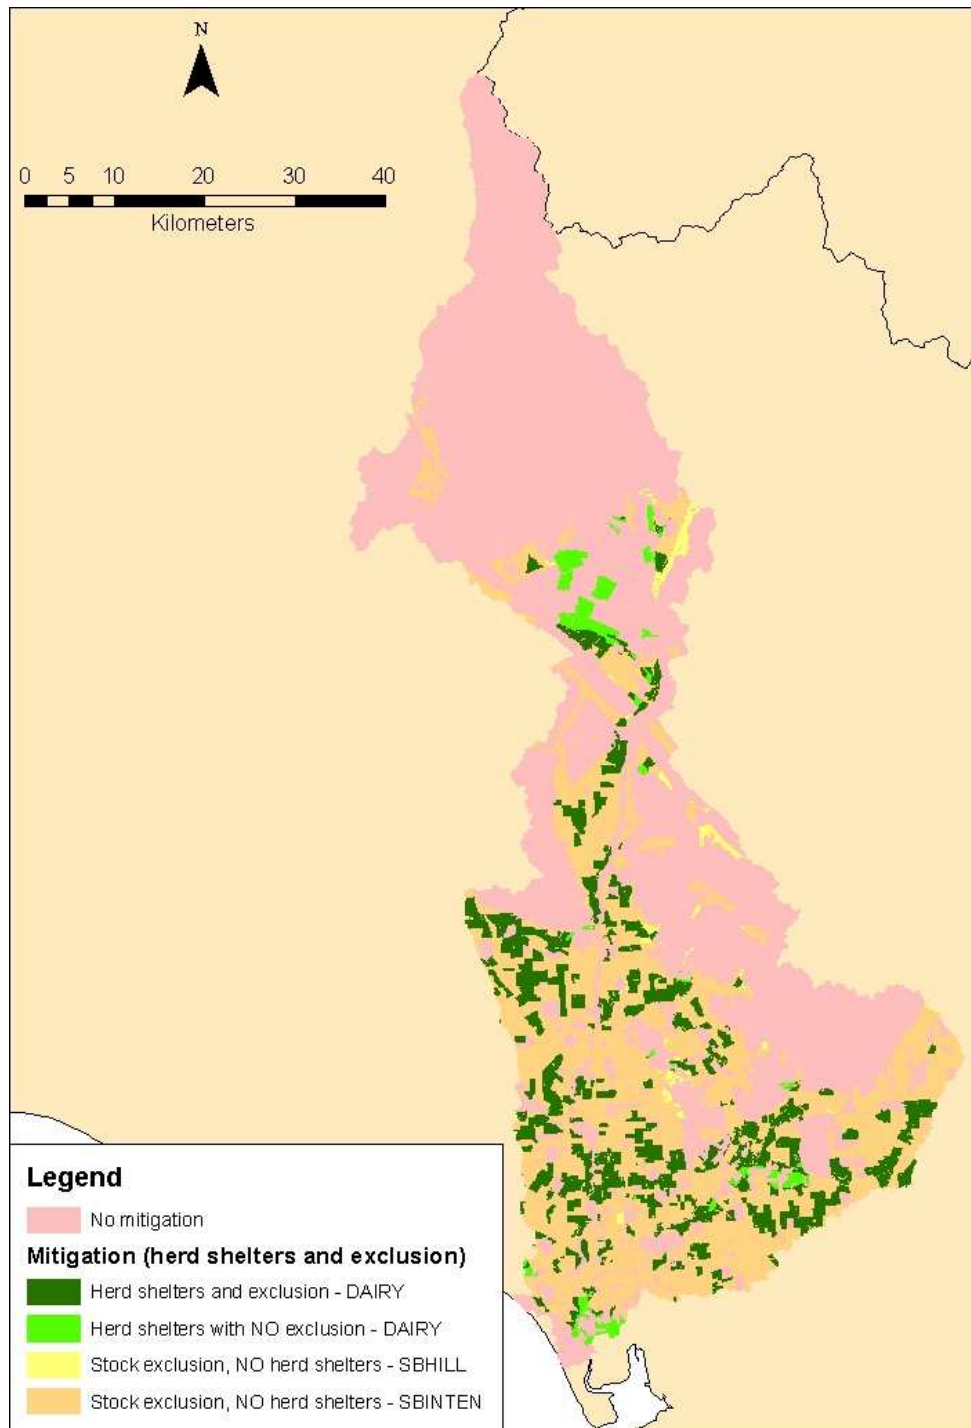 N
0 5 10 20 30 40
Kilometers
Legend
No mitigation
Mitigation (herd shelters and exclusion)
Herd shelters and exclusion - DAIRY
Herd shelters with NO exclusion - DAIRY
Stock exclusion, NO herd shelters - SBHILL
Stock exclusion, NO herd shelters - SBINTEN